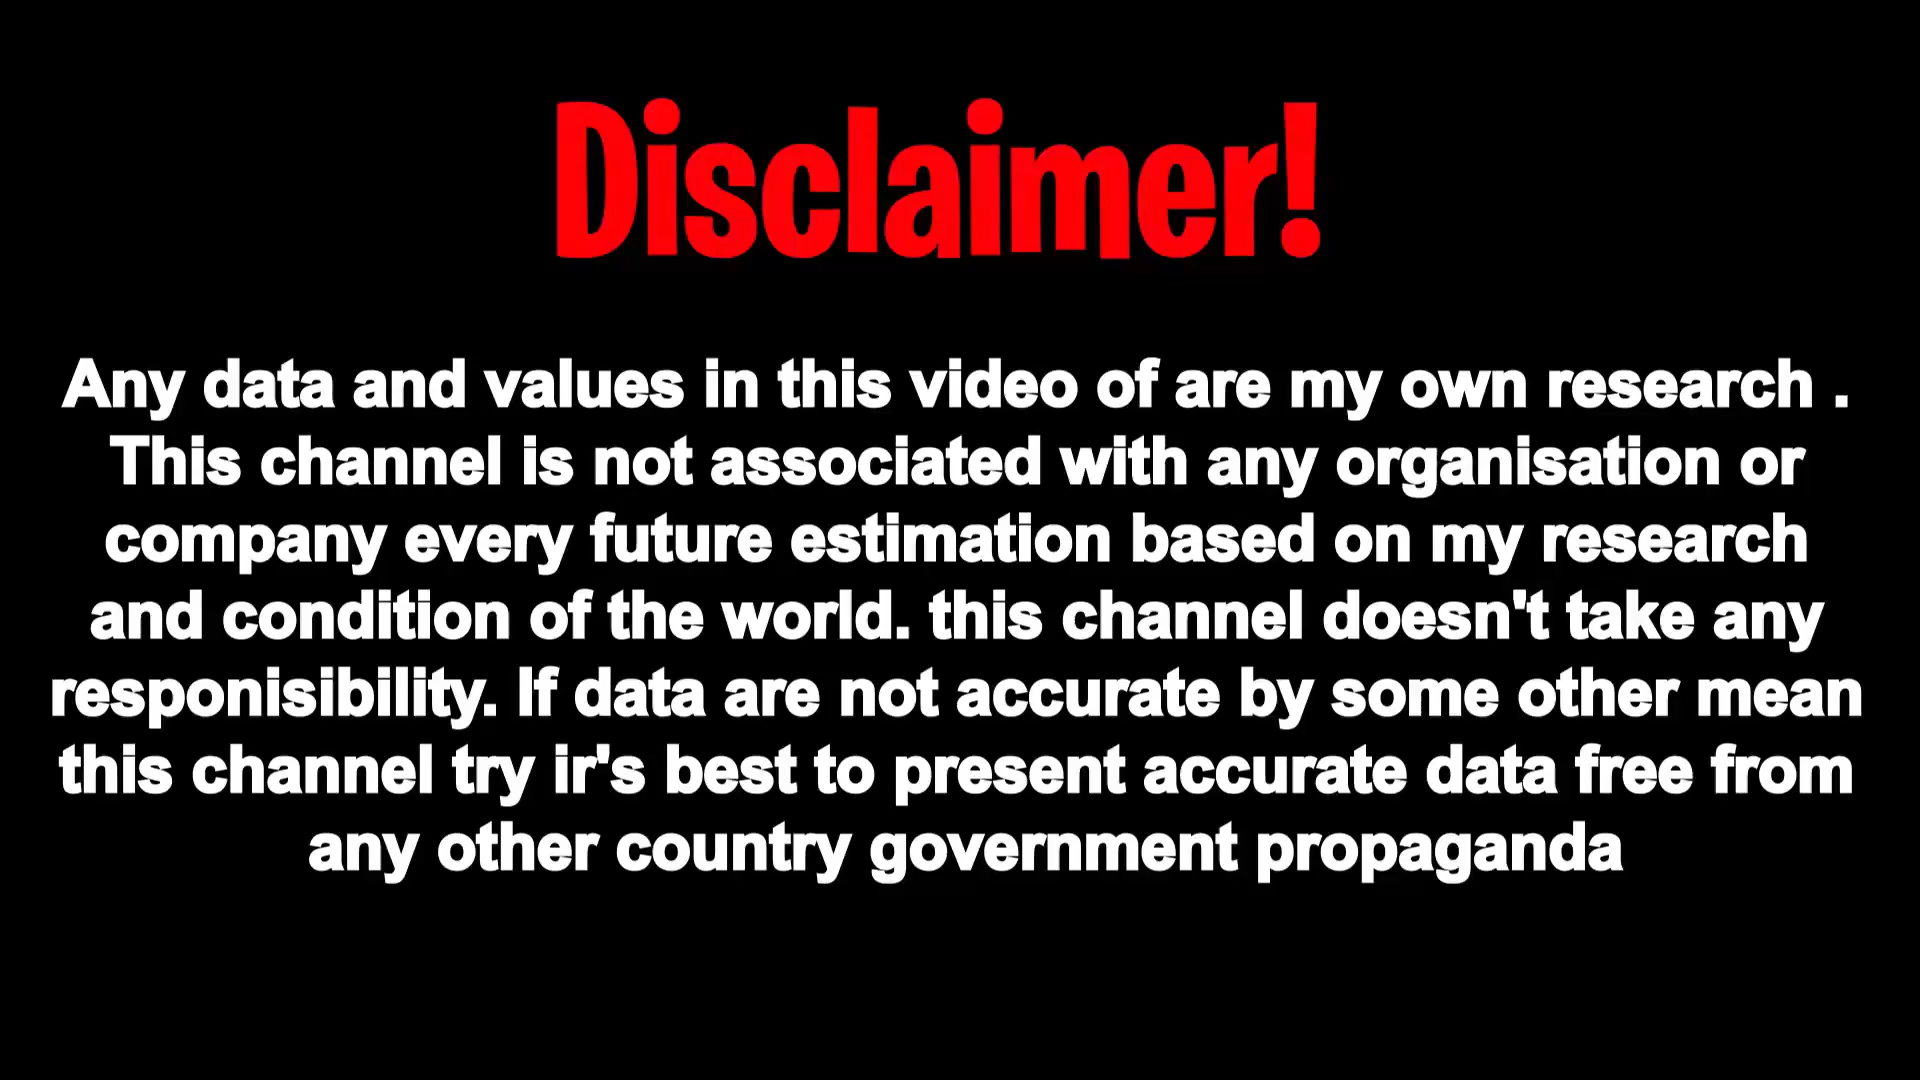 Disclaimer!
Any data and values in this video of are my own research .
This channel is not associated with any organisation or
company every future estimation based on my research
and condition of the world. this channel doesn't take any
responisibility. If data are not accurate by some other mean
this channel try ir's best to present accurate data free from
any other country government propaganda